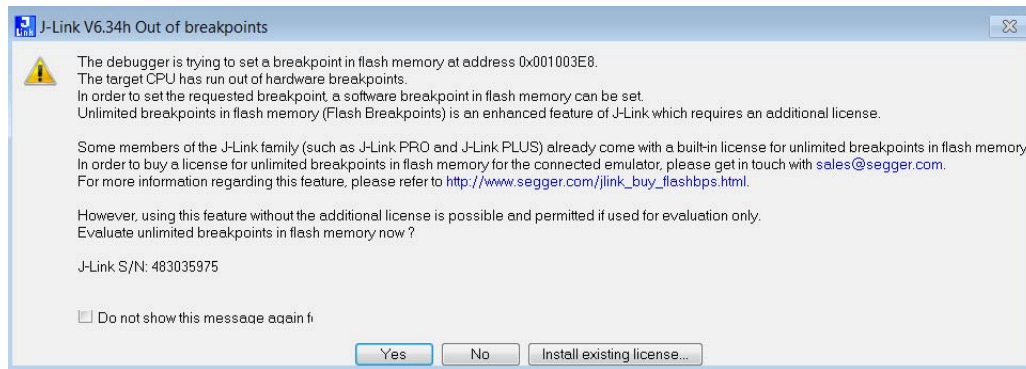 J-Link V6.34h Out of breakpoints
The debugger is trying to set a breakpoint in flash memory at address 0x001003E8.
The target CPU has run out of hardware breakpoints.
In order to set the requested breakpoint, a software breakpoint in flash memory can be set.
Unlimited breakpoints in flash memory (Flash Breakpoints) is an enhanced feature of J-Link which requires an additional license.
Some members of the J-Link family (such as J-Link PRO and J-Link PLUS) already come with a built-in license for unlimited breakpoints in flash memory
In order to buy a license for unlimited breakpoints in flash memory for the connected emulator, please get in touch with sales@segger.com.
For more information regarding this feature, please refer to http://www.segger.com/jlink_buy_flashbps.html.
However, using this feature without the additional license is possible and permitted if used for evaluation only.
Evaluate unlimited breakpoints in flash memory now ?
J-Link S/N: 483035975
Do not show this message again f
Yes No Install existing license...